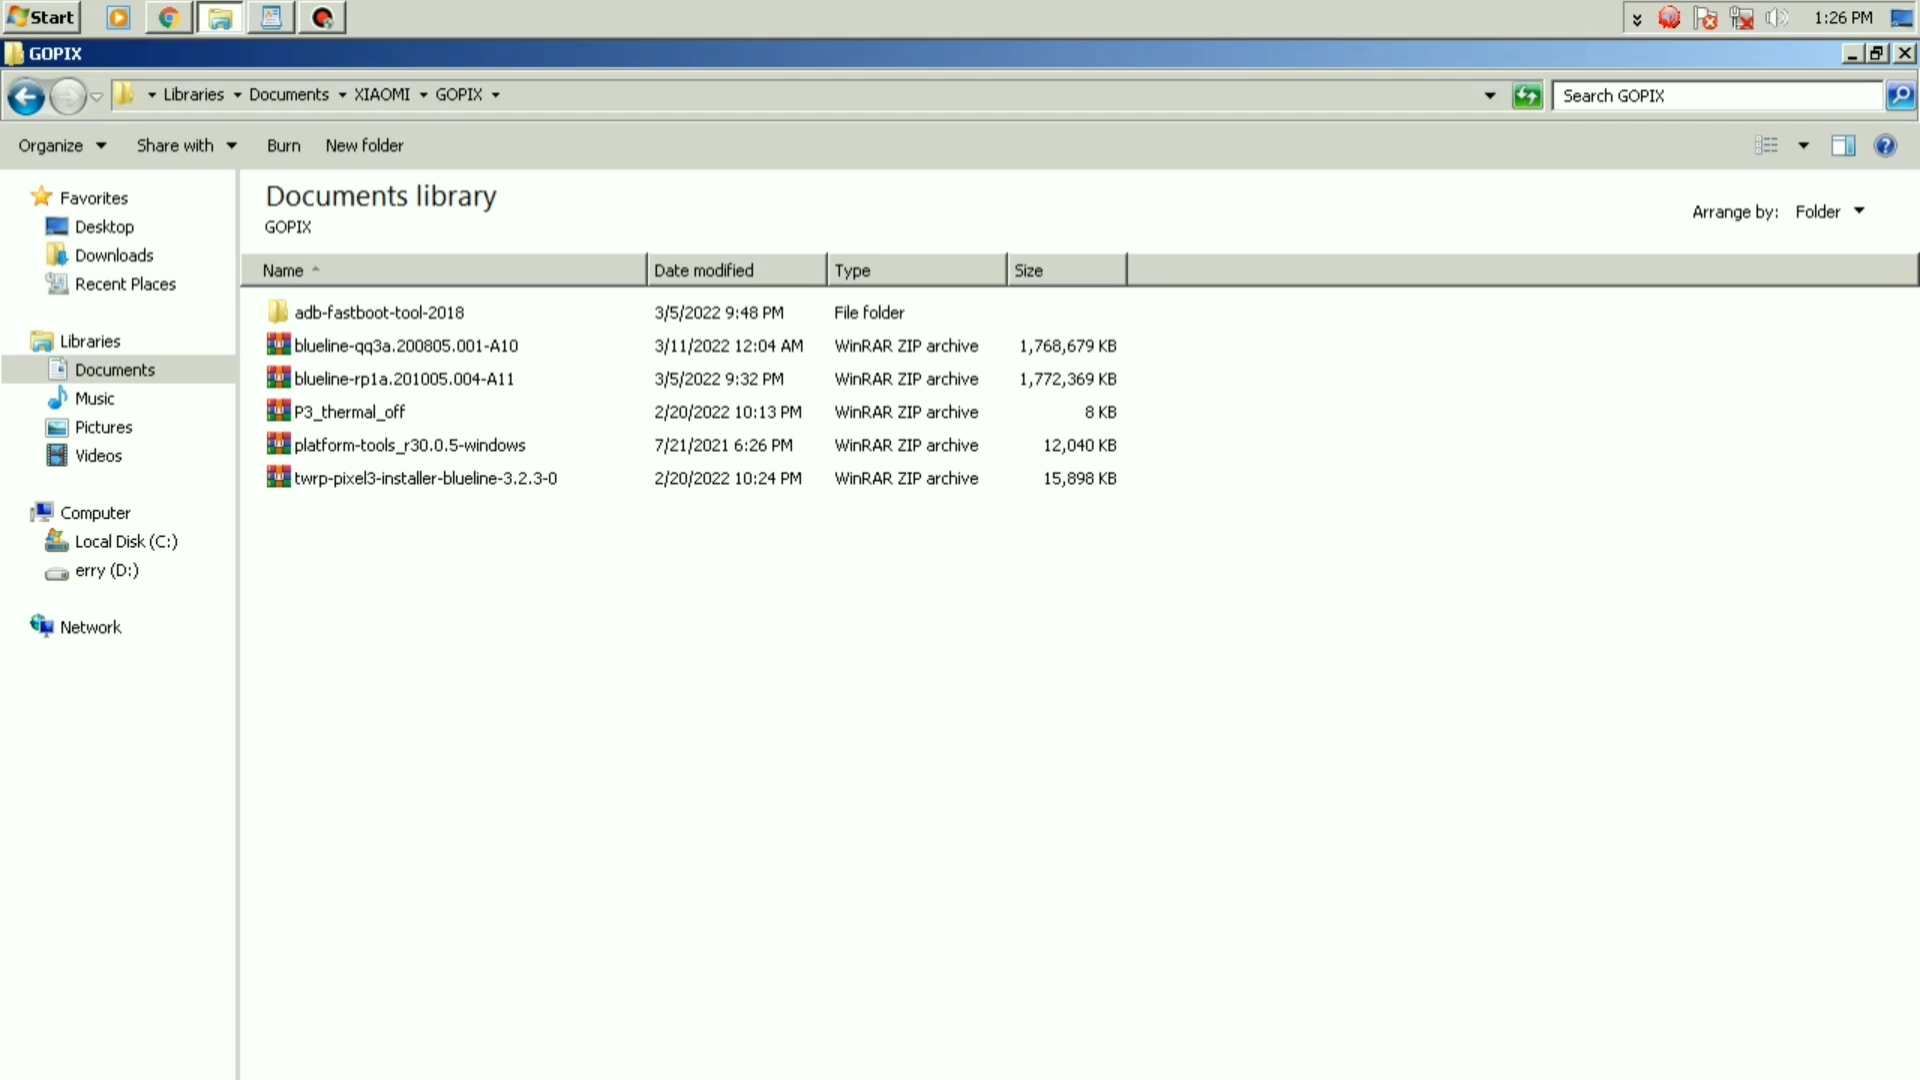 Start
1:26 PM
GOPIX
Libraries Documents XIAOMI GOPIX
Search GOPIX
Organize Share with Burn New folder
Favorites
Desktop
Downloads
Recent Places
Libraries
Documents
Music
Pictures
Videos
Computer
Local Disk (C:)
erry (D:)
Network
Documents library
GOPIX
Arrange by: Folder
Name Date modified Type Size
adb-fastboot-tool-2018 3/5/2022 9:48 PM File folder
blueline-qq3a.200805.001-A10 3/11/2022 12:04 AM WinRAR ZIP archive 1,768,679 KB
blueline-rp1a.201005.004-A11 3/5/2022 9:32 PM WinRAR ZIP archive 1,772,369 KB
P3_thermal_off 2/20/2022 10:13 PM WinRAR ZIP archive 8 KB
platform-tools_r30.0.5-windows 7/21/2021 6:26 PM WinRAR ZIP archive 12,040 KB
twrp-pixel3-installer-blueline-3.2.3-0 2/20/2022 10:24 PM WinRAR ZIP archive 15,898 KB